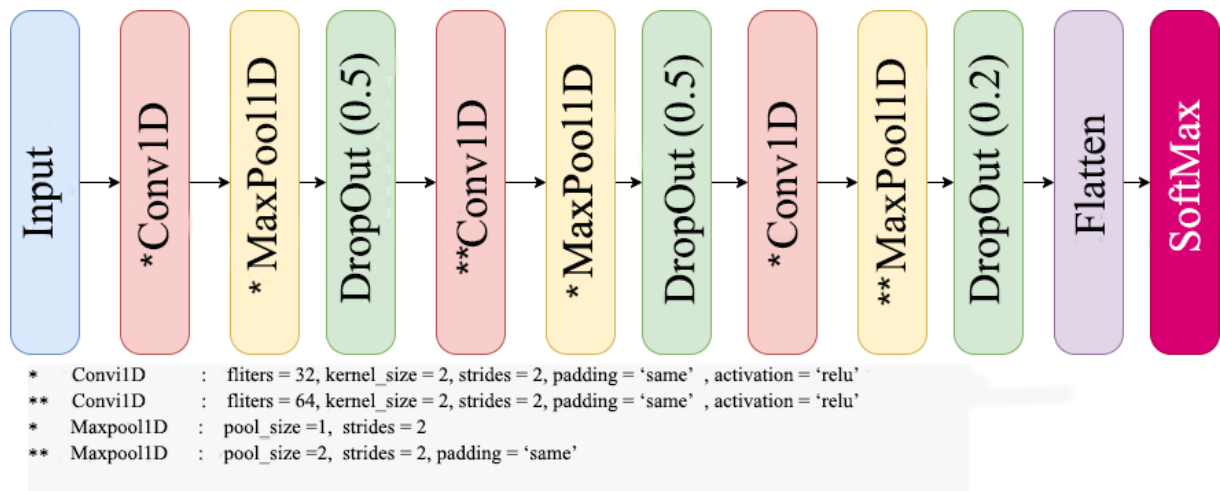 Input
*Conv1D
*MaxPool1D
DropOut (0.5)
**Conv1D
*MaxPool1D
DropOut (0.5)
*Conv1D
**MaxPool1D
DropOut (0.2)
Flatten
SoftMax
* Convi1D : fliters = 32, kernel_size = 2, strides = 2, padding = ‘same’ , activation = ‘relu’
** Convi1D : fliters = 64, kernel_size = 2, strides = 2, padding = ‘same’ , activation = ‘relu’
* Maxpool1D : pool_size =1, strides = 2
** Maxpool1D : pool_size =2, strides = 2, padding = ‘same’